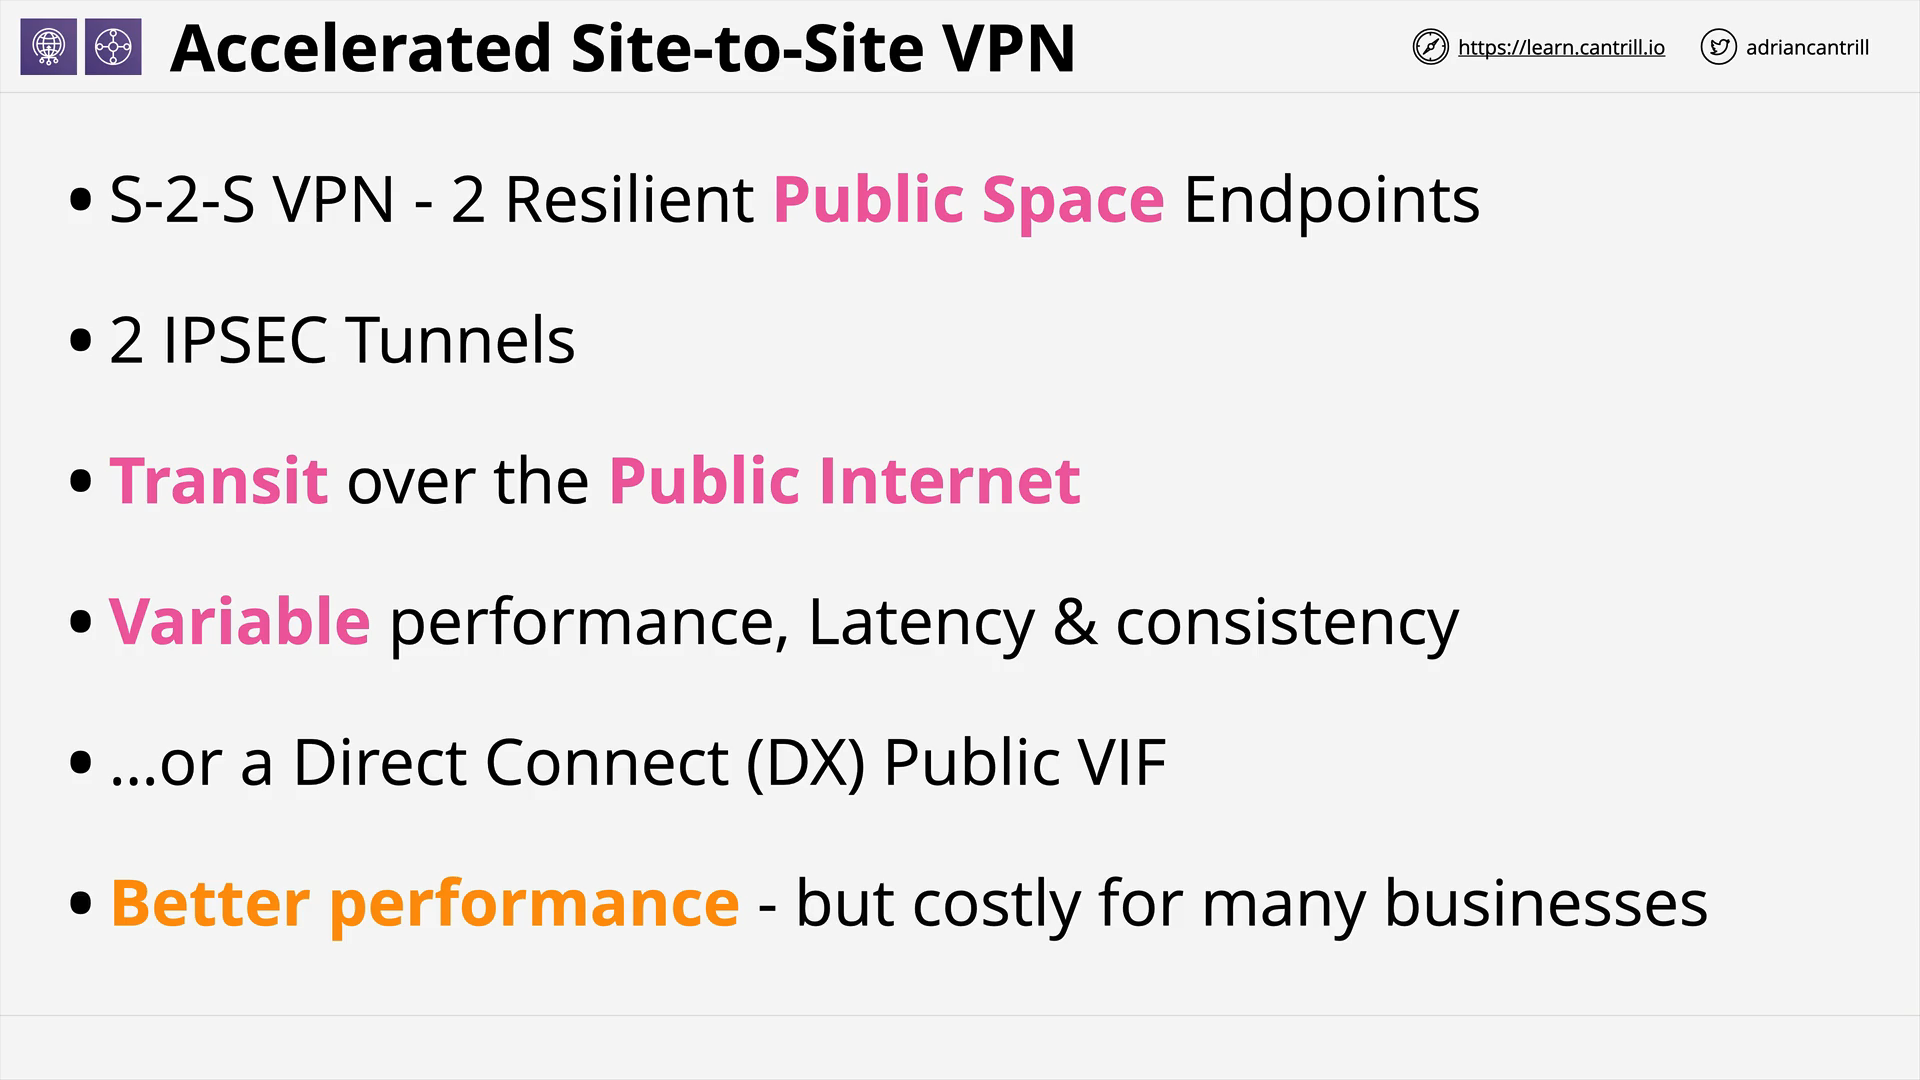 Accelerated Site-to-Site VPN
https://learn.cantrill.io
adriancantrill
• S-2-S VPN - 2 Resilient Public Space Endpoints
• 2 IPSEC Tunnels
• Transit over the Public Internet
• Variable performance, Latency & consistency
• ...or a Direct Connect (DX) Public VIF
• Better performance - but costly for many businesses